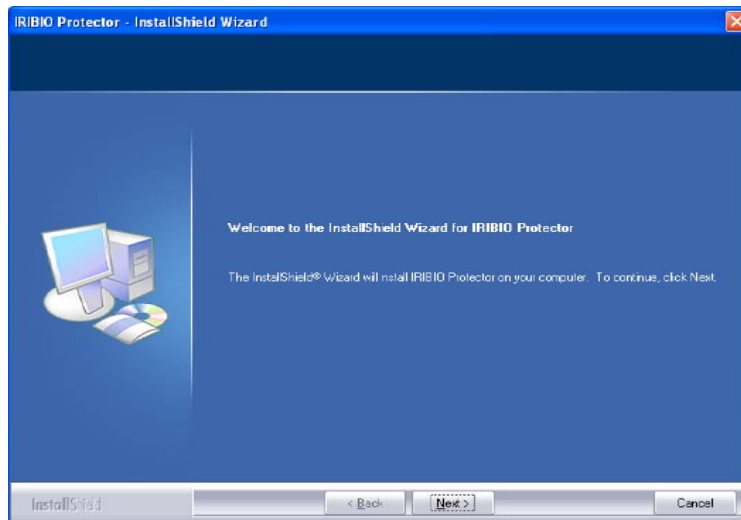 IRIBIO Protector - InstallShield Wizard
Welcome to the InstallShield Wizard for IRIBIO Protector
The InstallShield® Wizard will install IRIBIO Protector on your computer. To continue, click Next.
InstallShield
< Back
Next >
Cancel